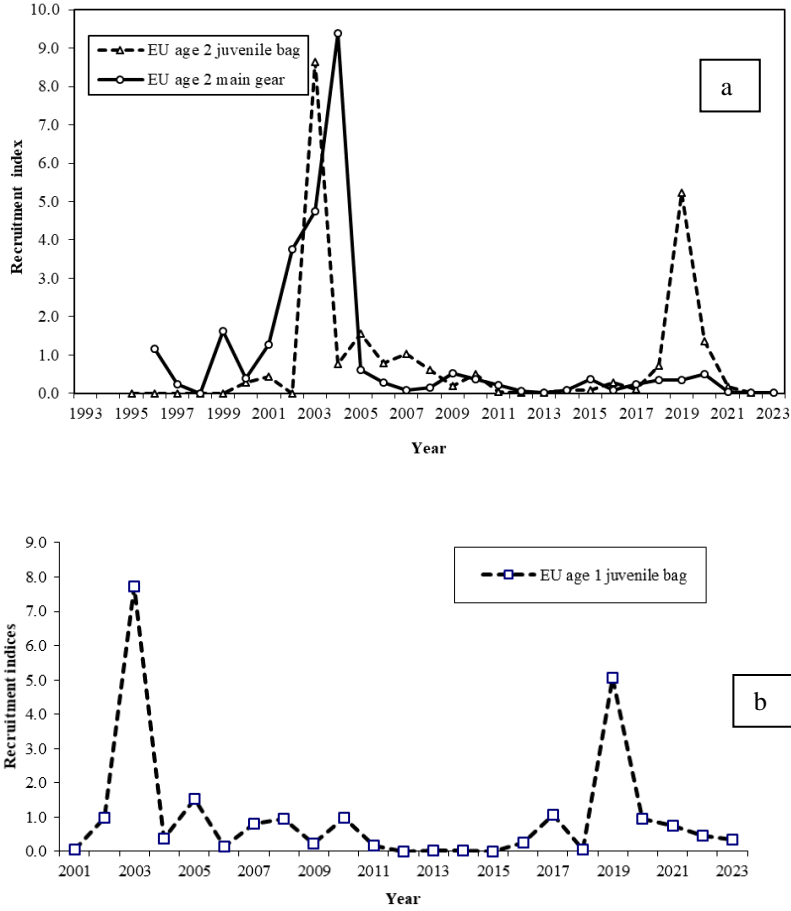 10.0
9.0
8.0
7.0
6.0
5.0
4.0
3.0
2.0
1.0
0.0
Recruitment index
EU age 2 juvenile bag
EU age 2 main gear
a
1993 1995 1997 1999 2001 2003 2005 2007 2009 2011 2013 2015 2017 2019 2021 2023
Year
9.0
8.0
7.0
6.0
5.0
4.0
3.0
2.0
1.0
0.0
Recruitment indices
EU age 1 juvenile bag
b
2001 2003 2005 2007 2009 2011 2013 2015 2017 2019 2021 2023
Year